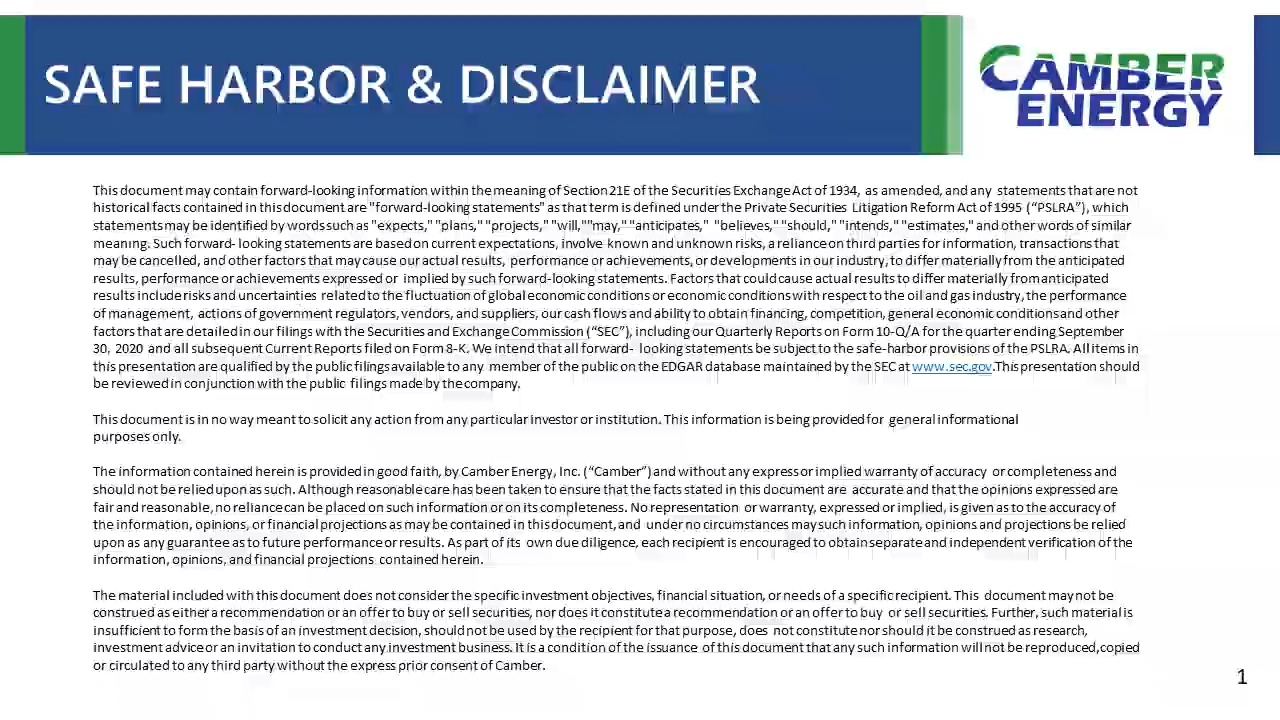 SAFE HARBOR & DISCLAIMER
CAMBER
ENERGY
This document may contain forward-looking information within the meaning of Section 21E of the Securities Exchange Act of 1934, as amended, and any statements that are not
historical facts contained in this document are "forward-looking statements" as that term is defined under the Private Securities Litigation Reform Act of 1995 (“PSLRA”), which
statements may be identified by words such as "expects," "plans," "projects," "will," "may," "anticipates," "believes," "should," "intends," "estimates," and other words of similar
meaning. Such forward- looking statements are based on current expectations, involve known and unknown risks, a reliance on third parties for information, transactions that
may be cancelled, and other factors that may cause our actual results, performance or achievements, or developments in our industry, to differ materially from the anticipated
results, performance or achievements expressed or implied by such forward-looking statements. Factors that could cause actual results to differ materially from anticipated
results include risks and uncertainties related to the fluctuation of global economic conditions or economic conditions with respect to the oil and gas industry, the performance
of management, actions of government regulators, vendors, and suppliers, our cash flows and ability to obtain financing, competition, general economic conditions and other
factors that are detailed in our filings with the Securities and Exchange Commission (“SEC”), including our Quarterly Reports on Form 10-Q/A for the quarter ending September
30, 2020 and all subsequent Current Reports filed on Form 8-K. We intend that all forward- looking statements be subject to the safe-harbor provisions of the PSLRA. All items in
this presentation are qualified by the public filings available to any member of the public on the EDGAR database maintained by the SEC at www.sec.gov.This presentation should
be reviewed in conjunction with the public filings made by the company.
This document is in no way meant to solicit any action from any particular investor or institution. This information is being provided for general informational
purposes only.
The information contained herein is provided in good faith, by Camber Energy, Inc. (“Camber”) and without any express or implied warranty of accuracy or completeness and
should not be relied upon as such. Although reasonable care has been taken to ensure that the facts stated in this document are accurate and that the opinions expressed are
fair and reasonable, no reliance can be placed on such information or on its completeness. No representation or warranty, expressed or implied, is given as to the accuracy of
the information, opinions, or financial projections as may be contained in this document, and under no circumstances may such information, opinions and projections be relied
upon as any guarantee as to future performance or results. As part of its own due diligence, each recipient is encouraged to obtain separate and independent verification of the
information, opinions, and financial projections contained herein.
The material included with this document does not consider the specific investment objectives, financial situation, or needs of a specific recipient. This document may not be
construed as either a recommendation or an offer to buy or sell securities, nor does it constitute a recommendation or an offer to buy or sell securities. Further, such material is
insufficient to form the basis of an investment decision, should not be used by the recipient for that purpose, does not constitute nor should it be construed as research,
investment advice or an invitation to conduct any investment business. It is a condition of the issuance of this document that any such information will not be reproduced, copied
or circulated to any third party without the express prior consent of Camber.
1